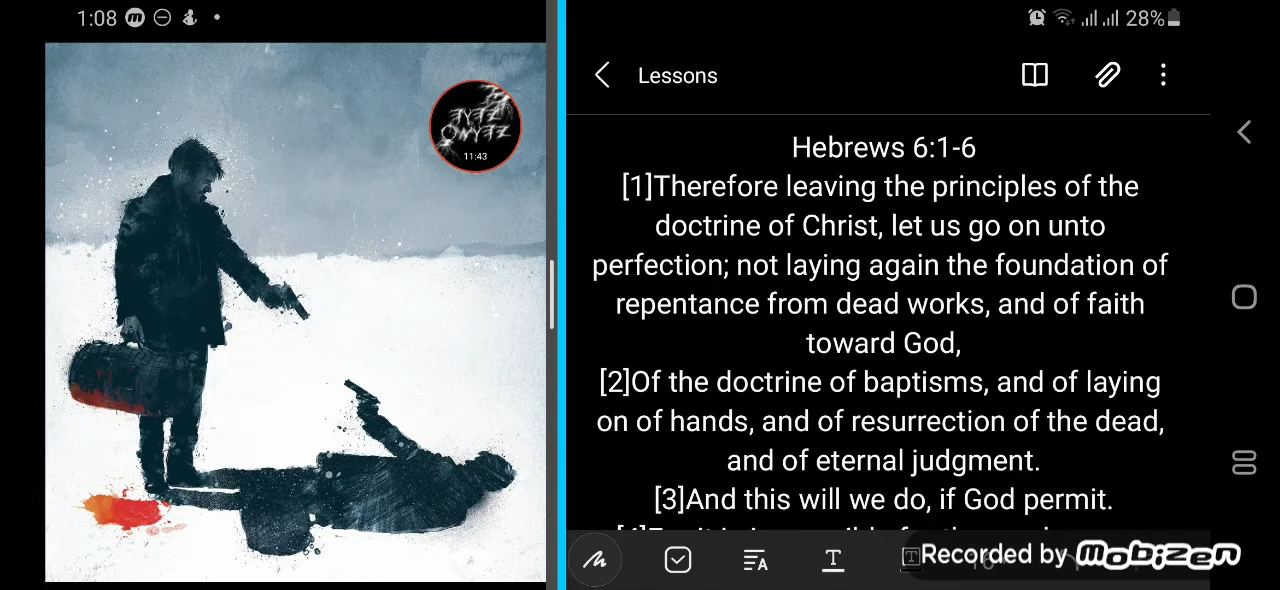 1:08
28%
Lessons
11:43
Hebrews 6:1-6
[1]Therefore leaving the principles of the
doctrine of Christ, let us go on unto
perfection; not laying again the foundation of
repentance from dead works, and of faith
toward God,
[2]Of the doctrine of baptisms, and of laying
on of hands, and of resurrection of the dead,
and of eternal judgment.
[3]And this will we do, if God permit.
Recorded by mobizen